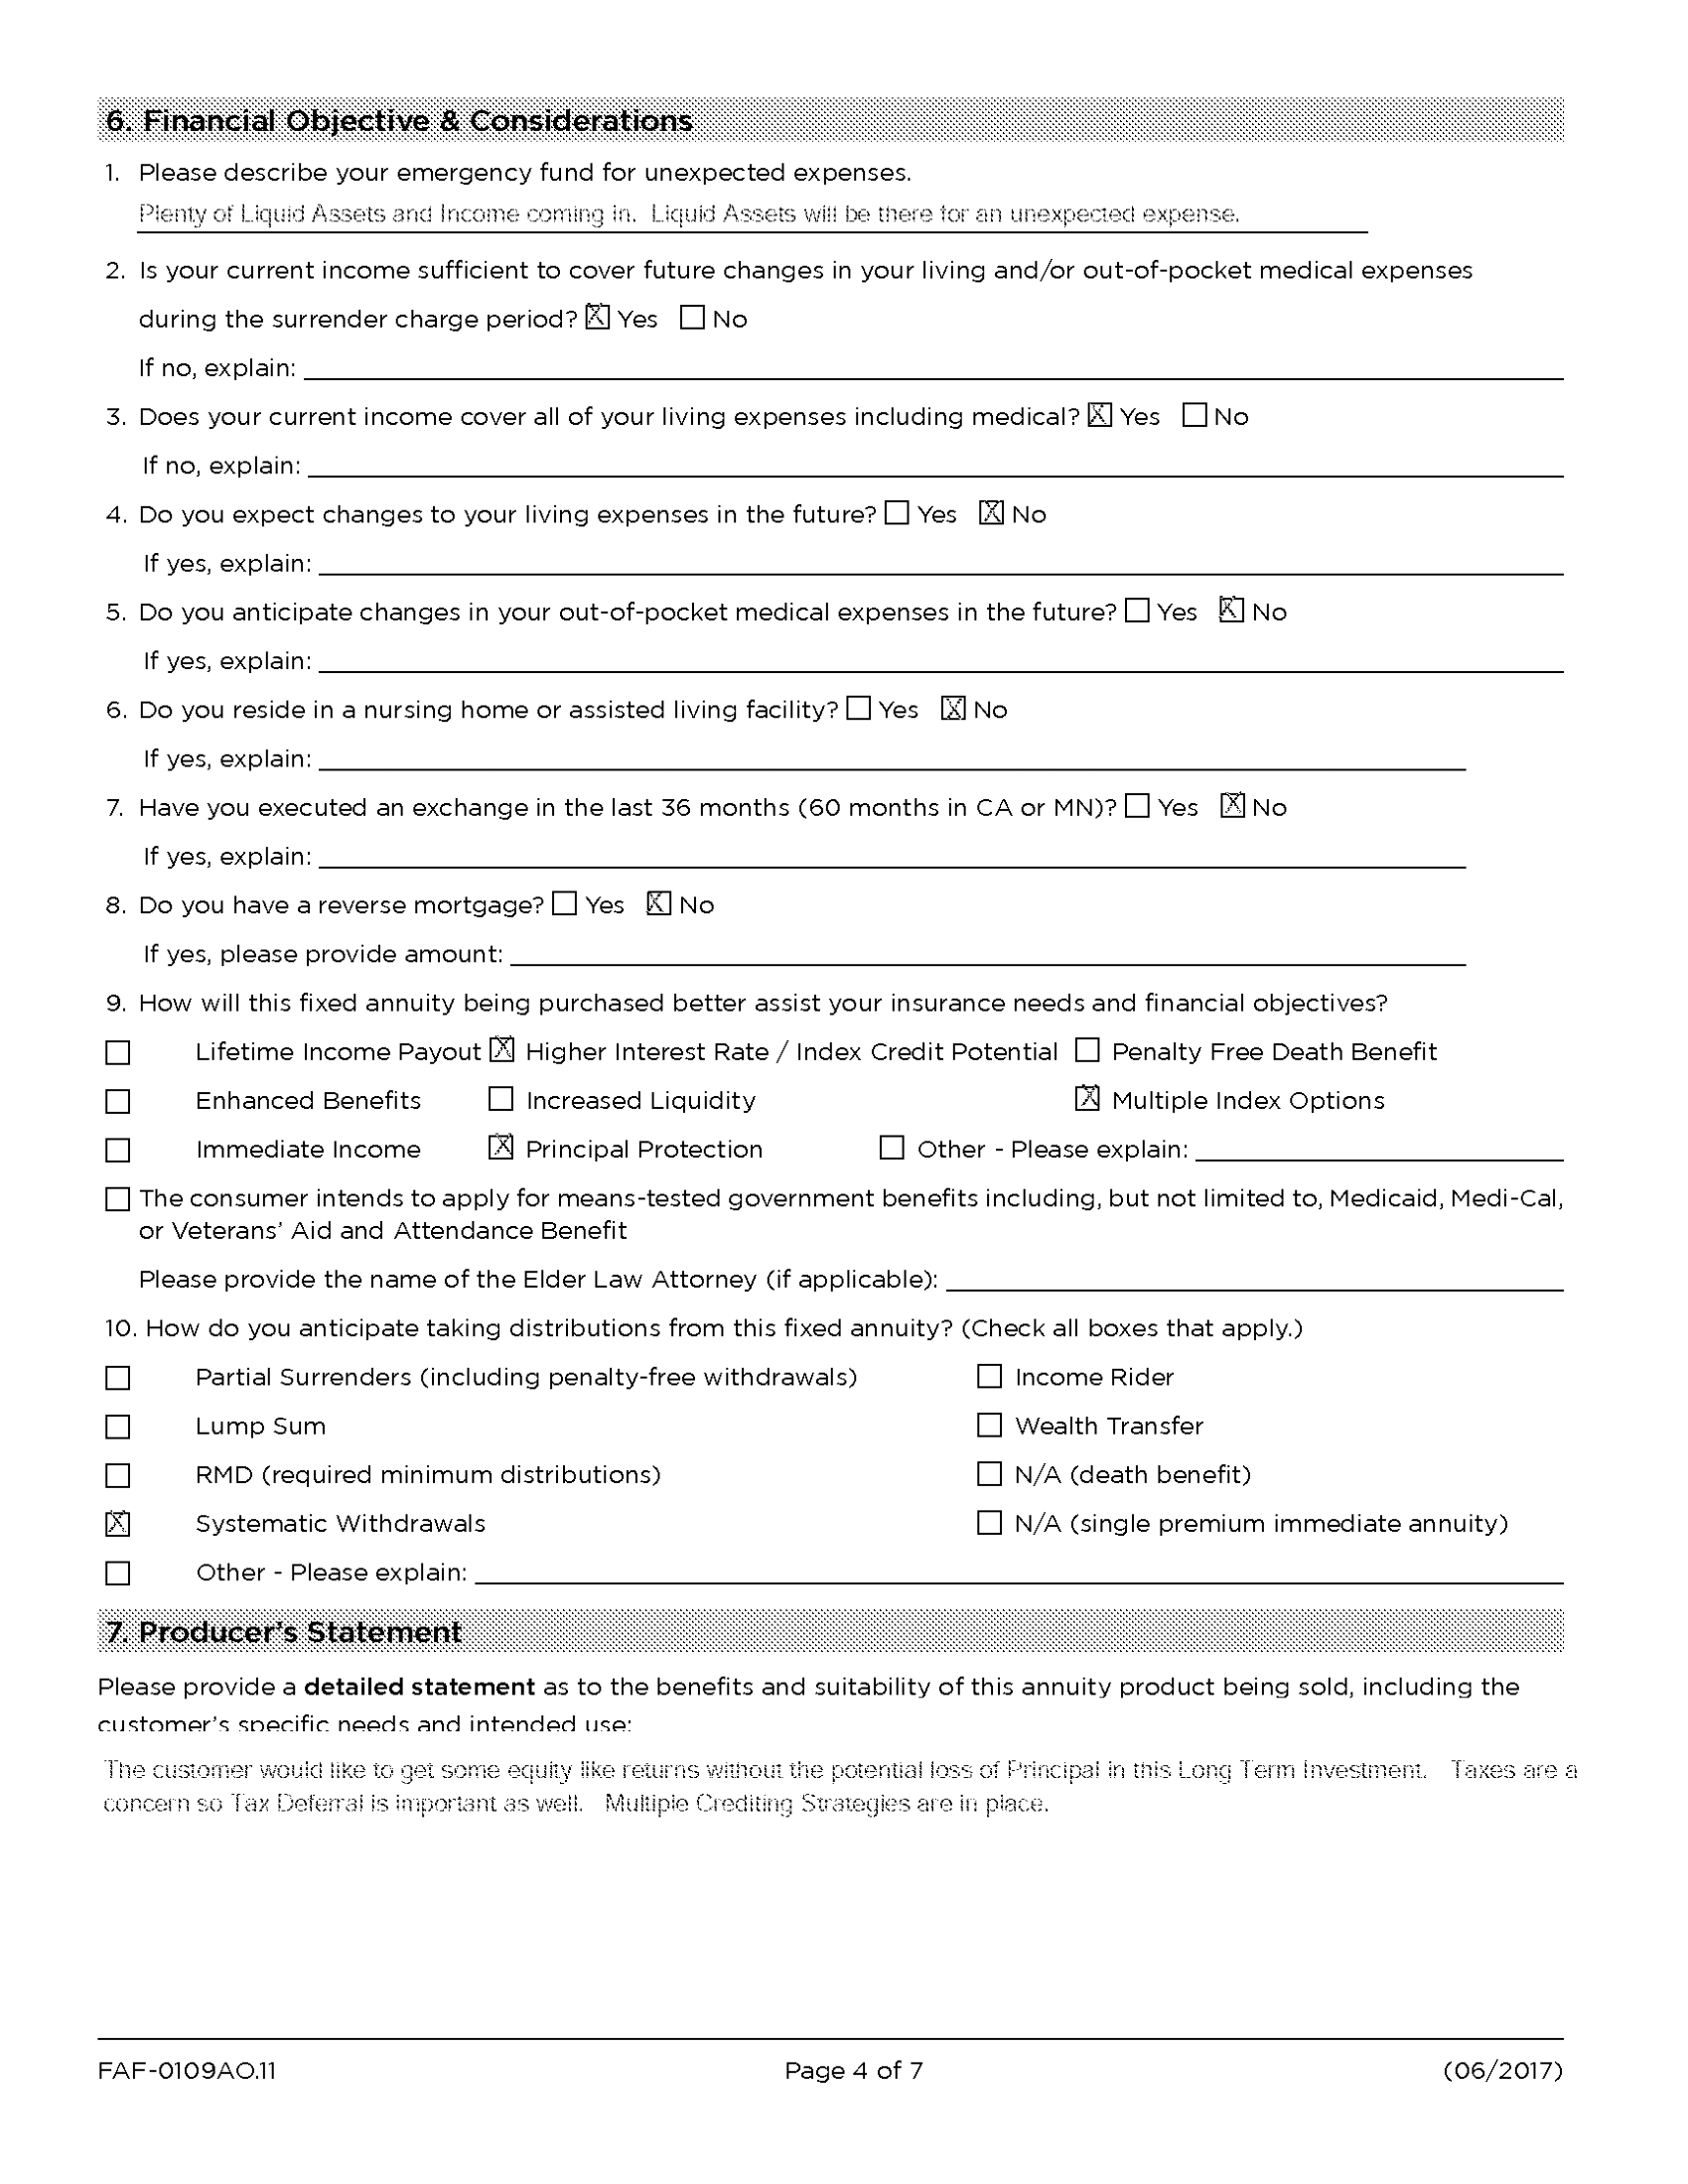 6. Financial Objective & Considerations
1. Please describe your emergency fund for unexpected expenses.
Plenty of Liquid Assets and Income coming in. Liquid Assets will be there for an unexpected expense.
2. Is your current income sufficient to cover future changes in your living and/or out-of-pocket medical expenses
during the surrender charge period? ☒ Yes ☐ No
If no, explain:
3. Does your current income cover all of your living expenses including medical? ☒ Yes ☐ No
If no, explain:
4. Do you expect changes to your living expenses in the future? ☐ Yes ☒ No
If yes, explain:
5. Do you anticipate changes in your out-of-pocket medical expenses in the future? ☐ Yes ☒ No
If yes, explain:
6. Do you reside in a nursing home or assisted living facility? ☐ Yes ☒ No
If yes, explain:
7. Have you executed an exchange in the last 36 months (60 months in CA or MN)? ☐ Yes ☒ No
If yes, explain:
8. Do you have a reverse mortgage? ☐ Yes ☒ No
If yes, please provide amount:
9. How will this fixed annuity being purchased better assist your insurance needs and financial objectives?
☐ Lifetime Income Payout ☒ Higher Interest Rate / Index Credit Potential ☐ Penalty Free Death Benefit
☐ Enhanced Benefits ☐ Increased Liquidity ☒ Multiple Index Options
☐ Immediate Income ☒ Principal Protection ☐ Other - Please explain:
☐ The consumer intends to apply for means-tested government benefits including, but not limited to, Medicaid, Medi-Cal,
or Veterans' Aid and Attendance Benefit
Please provide the name of the Elder Law Attorney (if applicable):
10. How do you anticipate taking distributions from this fixed annuity? (Check all boxes that apply.)
☐ Partial Surrenders (including penalty-free withdrawals) ☐ Income Rider
☐ Lump Sum ☐ Wealth Transfer
☐ RMD (required minimum distributions) ☐ N/A (death benefit)
☒ Systematic Withdrawals ☐ N/A (single premium immediate annuity)
☐ Other - Please explain:
7. Producer's Statement
Please provide a detailed statement as to the benefits and suitability of this annuity product being sold, including the
customer's specific needs and intended use:
The customer would like to get some equity like returns without the potential loss of Principal in this Long Term Investment. Taxes are a
concern so Tax Deferral is important as well. Multiple Crediting Strategies are in place.
FAF-0109AO.11 Page 4 of 7 (06/2017)